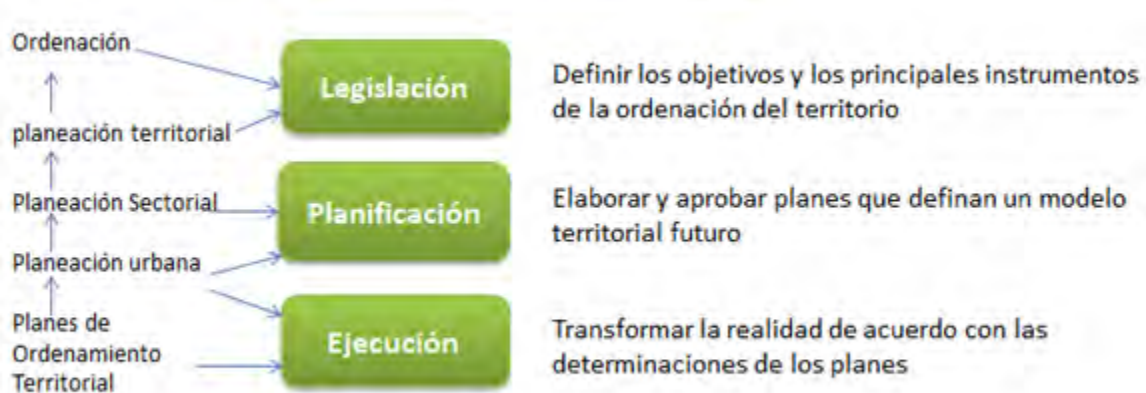 Ordenación
planeación territorial
Planeación Sectorial
Planeación urbana
Planes de
Ordenamiento
Territorial
Legislación
Planificación
Ejecución
Definir los objetivos y los principales instrumentos
de la ordenación del territorio
Elaborar y aprobar planes que definan un modelo
territorial futuro
Transformar la realidad de acuerdo con las
determinaciones de los planes